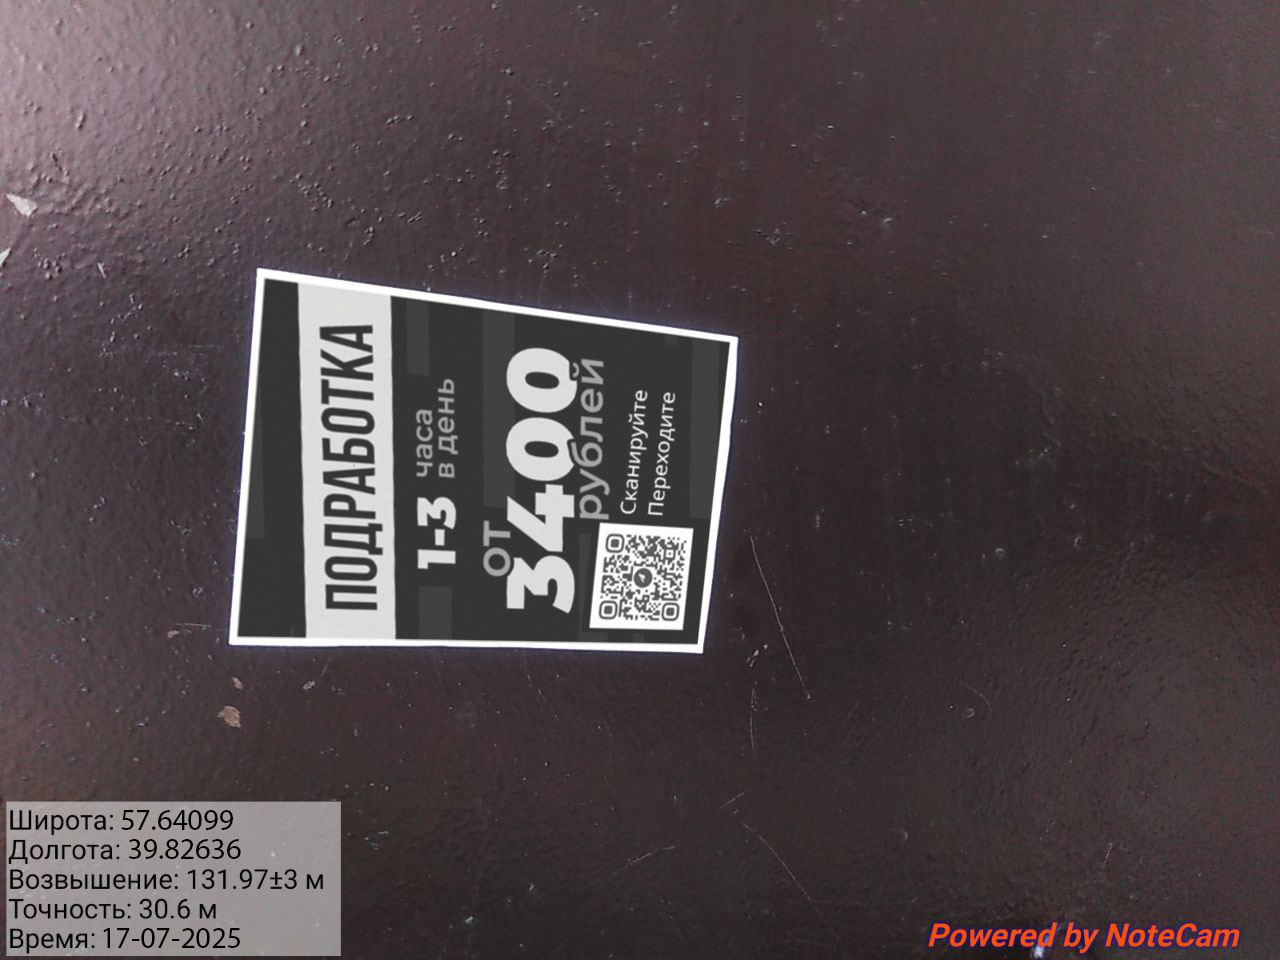 ПОДРАБОТКА
1-3 часа
в день
от
3400
рублей
Сканируйте
Переходите
Широта: 57.64099
Долгота: 39.82636
Возвышение: 131.97±3 м
Точность: 30.6 м
Время: 17-07-2025
Powered by NoteCam